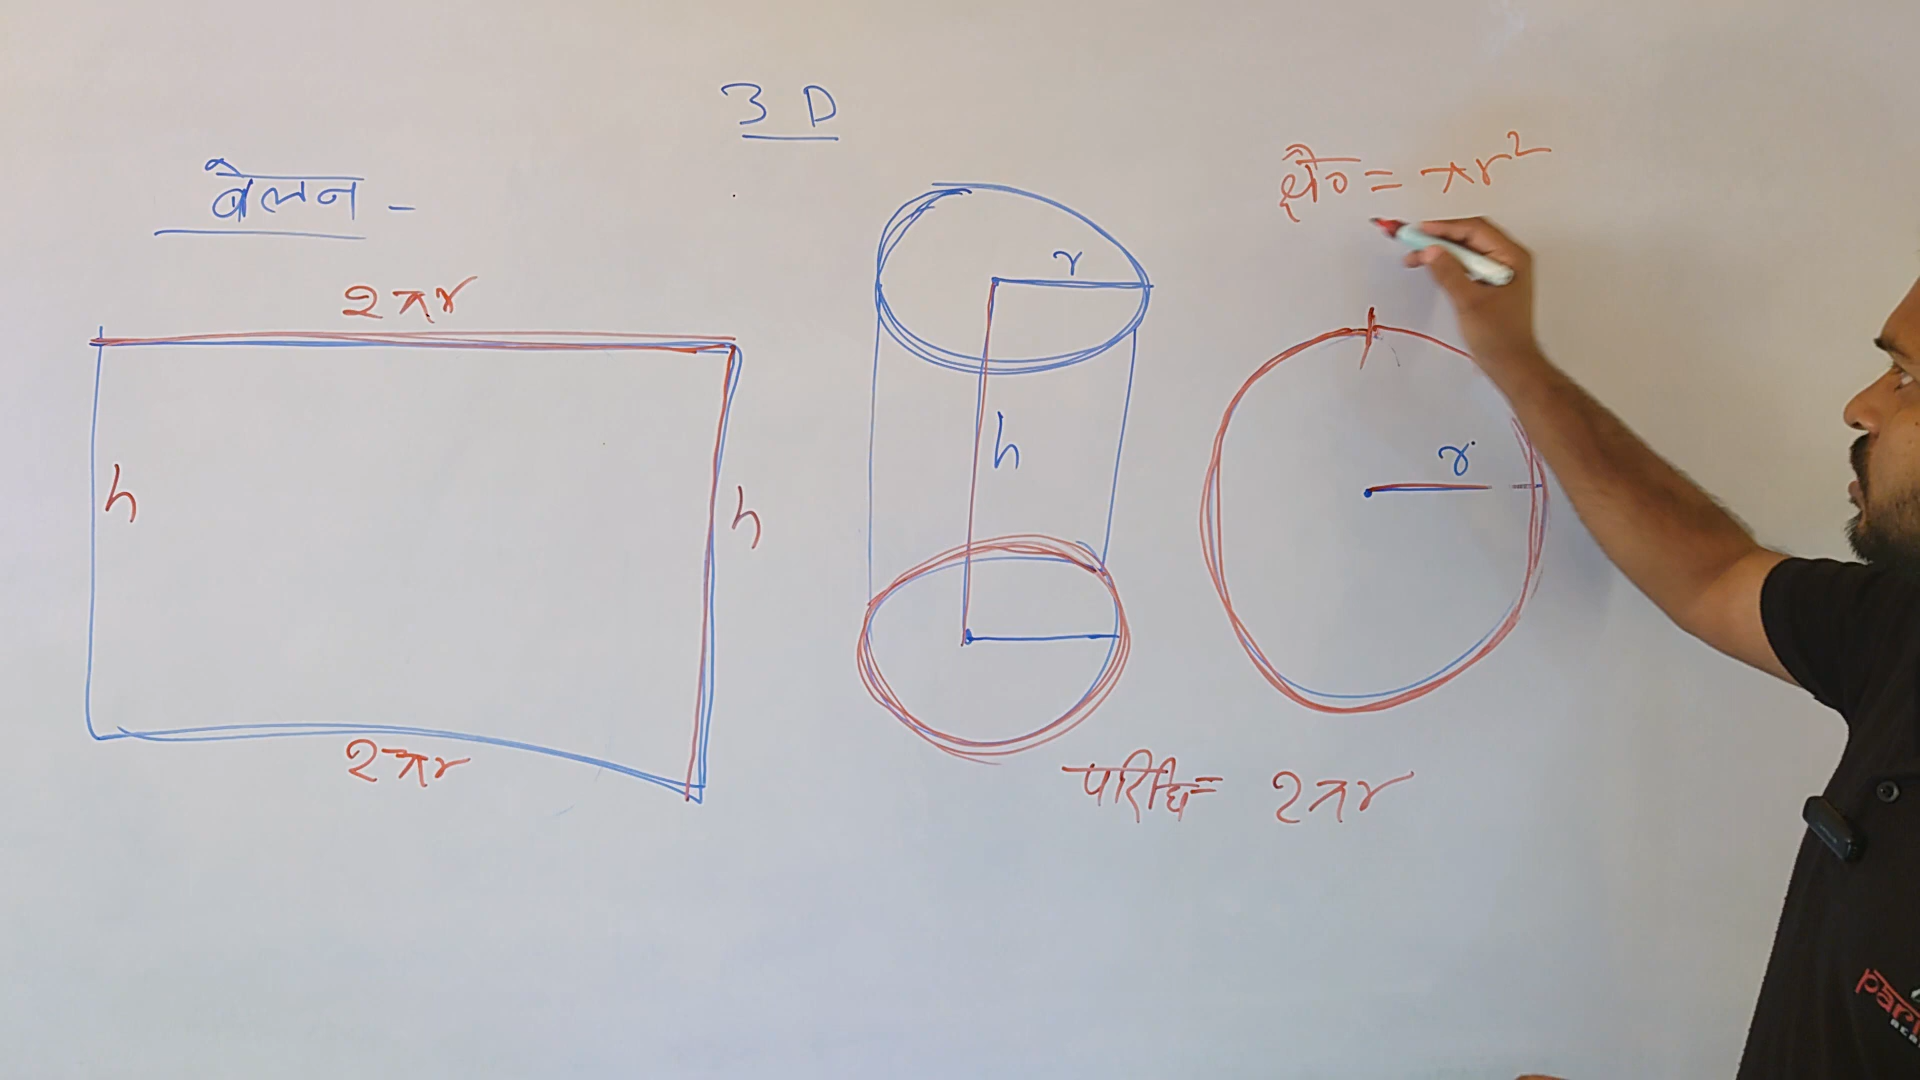 3 D
बेलन -
क्षे० = πr²
2πr
r
h
h
h
r
2πr
परिधि = 2πr